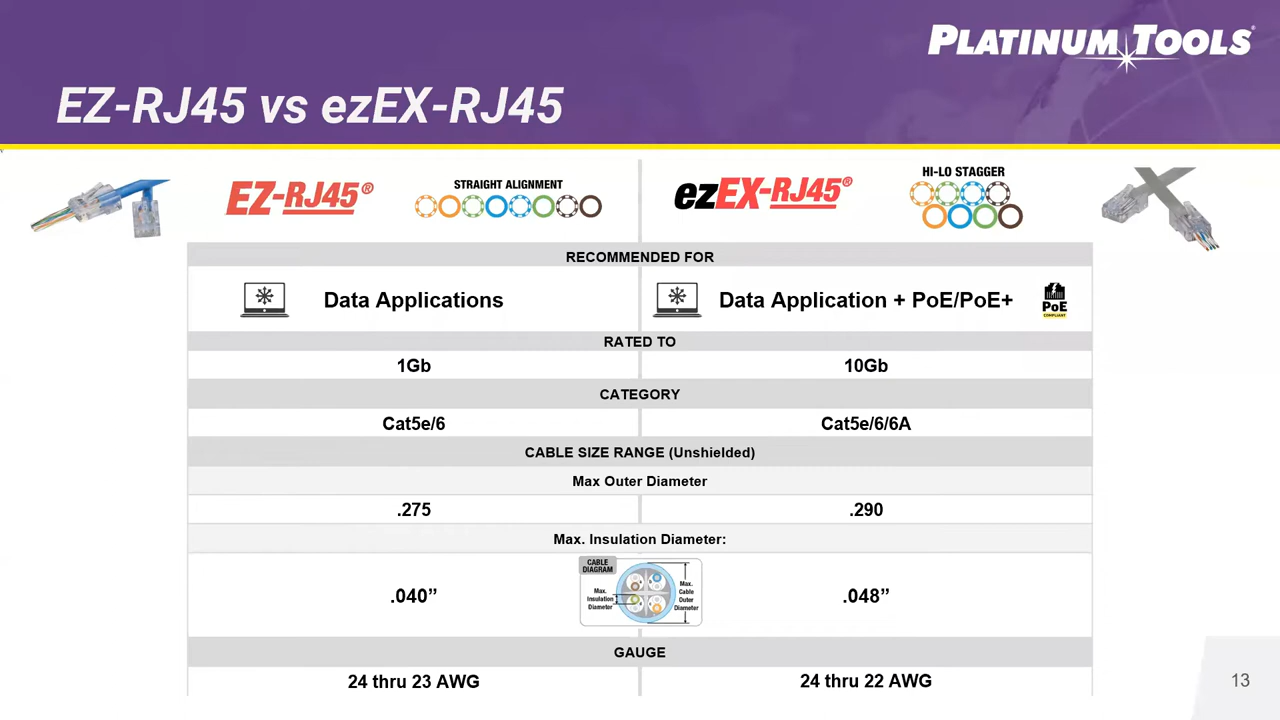 PLATINUM TOOLS®
EZ-RJ45 vs ezEX-RJ45
EZ-RJ45®
STRAIGHT ALIGNMENT
ezEX-RJ45®
HI-LO STAGGER
RECOMMENDED FOR
Data Applications
Data Application + PoE/PoE+
PoE
COMPLIANT
RATED TO
1Gb
10Gb
CATEGORY
Cat5e/6
Cat5e/6/6A
CABLE SIZE RANGE (Unshielded)
Max Outer Diameter
.275
.290
Max. Insulation Diameter:
.040”
CABLE
DIAGRAM
Max.
Insulation
Diameter
Max.
Cable
Outer
Diameter
.048”
GAUGE
24 thru 23 AWG
24 thru 22 AWG
13